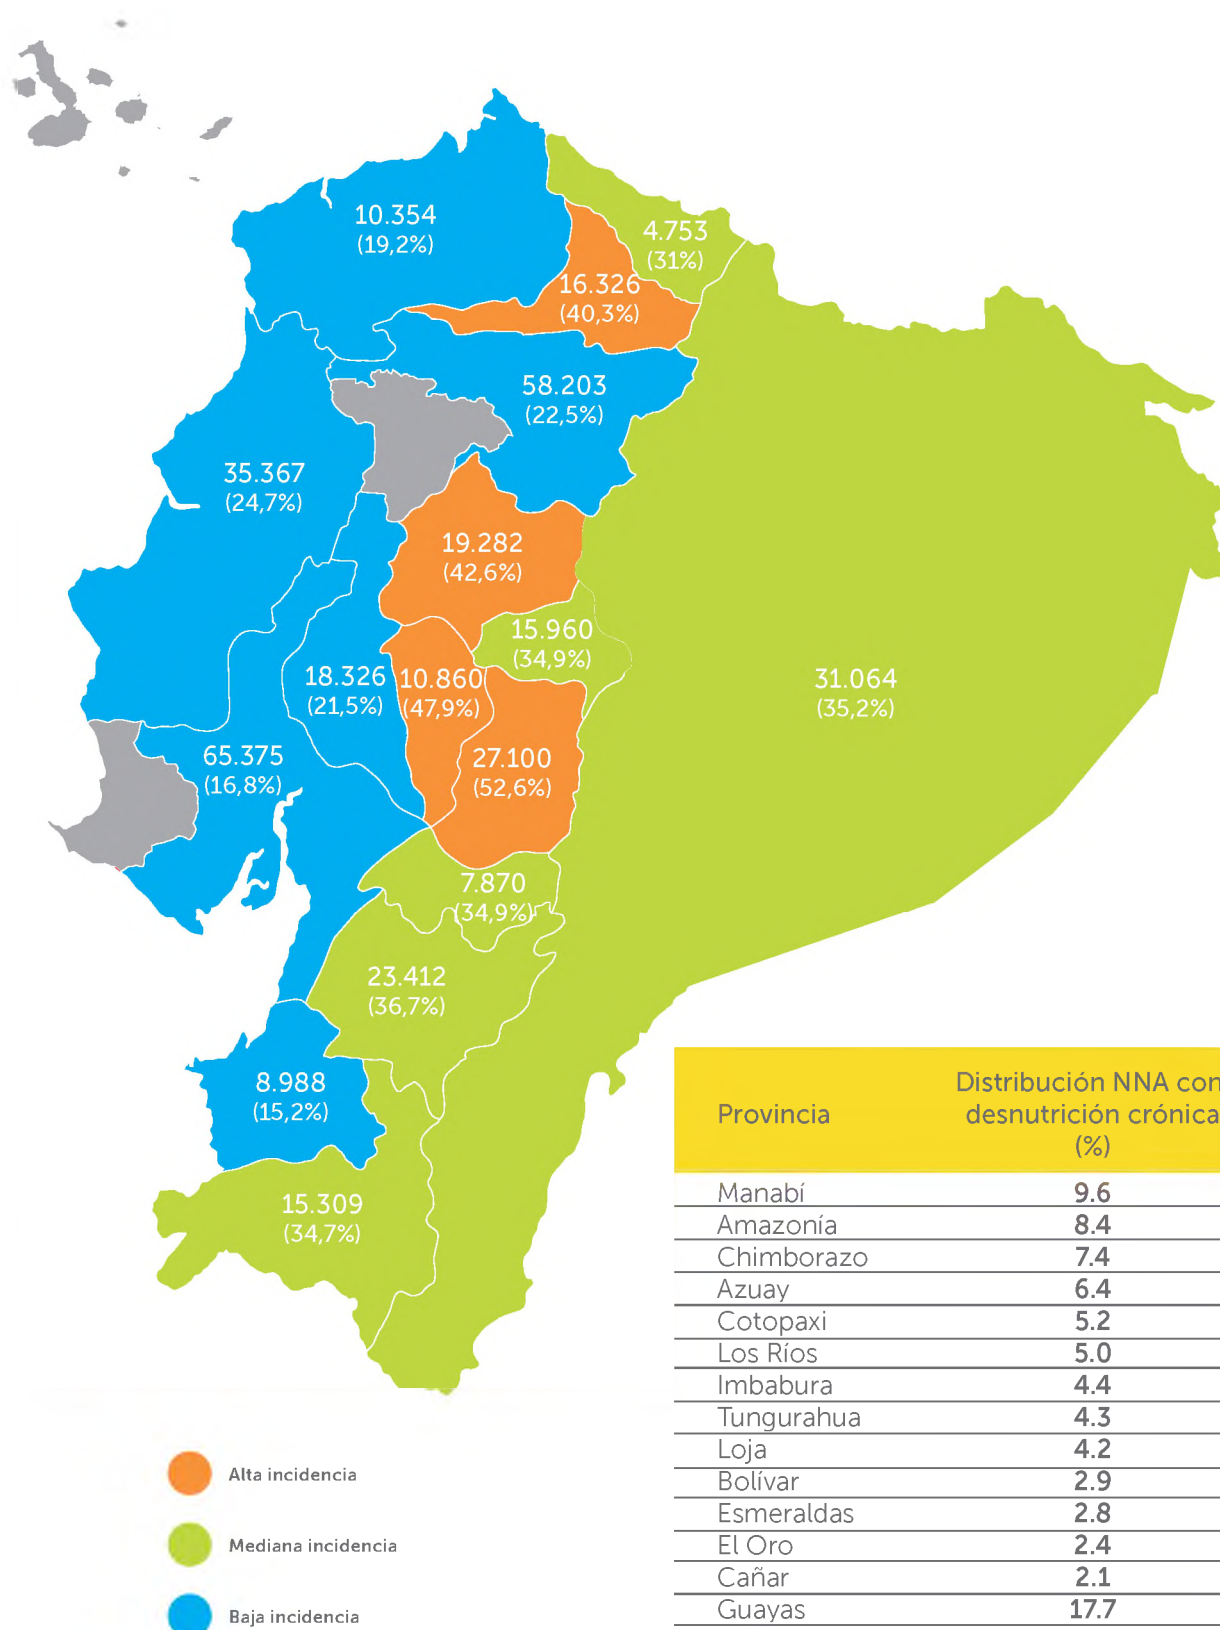 10.354
(19,2%)
4.753
(31%)
16.326
(40,3%)
58.203
(22,5%)
35.367
(24,7%)
19.282
(42,6%)
15.960
(34,9%)
18.326
(21,5%)
10.860
(47,9%)
31.064
(35,2%)
65.375
(16,8%)
27.100
(52,6%)
7.870
(34,9%)
23.412
(36,7%)
8.988
(15,2%)
15.309
(34,7%)
Provincia
Distribución NNA con
desnutrición crónica
(%)
Manabí 9.6
Amazonía 8.4
Chimborazo 7.4
Azuay 6.4
Cotopaxi 5.2
Los Ríos 5.0
Imbabura 4.4
Tungurahua 4.3
Loja 4.2
Bolívar 2.9
Esmeraldas 2.8
El Oro 2.4
Cañar 2.1
Guayas 17.7
Alta incidencia
Mediana incidencia
Baja incidencia